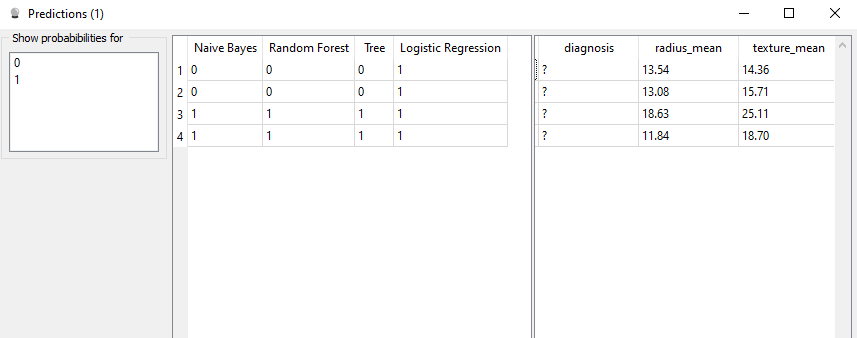 Predictions (1)
Show probabibilities for
0
1
Naive Bayes Random Forest Tree Logistic Regression diagnosis radius_mean texture_mean
1 0 0 0 1 ? 13.54 14.36
2 0 0 0 1 ? 13.08 15.71
3 1 1 1 1 ? 18.63 25.11
4 1 1 1 1 ? 11.84 18.70